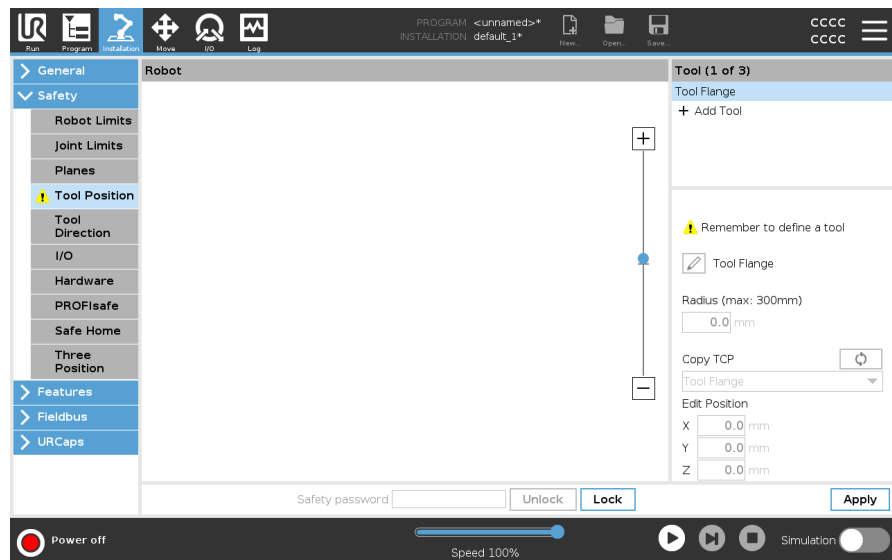 PROGRAM <unnamed>*
INSTALLATION default_1*
New...
Open...
Save...
CCCC
CCCC
Run
Program
Installation
Move
I/O
Log
General
Safety
Robot Limits
Joint Limits
Planes
Tool Position
Tool
Direction
I/O
Hardware
PROFIsafe
Safe Home
Three
Position
Features
Fieldbus
URCaps
Robot
Safety password
Unlock
Lock
Tool (1 of 3)
Tool Flange
+ Add Tool
Remember to define a tool
Tool Flange
Radius (max: 300mm)
0.0 mm
Copy TCP
Tool Flange
Edit Position
X 0.0 mm
Y 0.0 mm
Z 0.0 mm
Apply
Power off
Speed 100%
Simulation